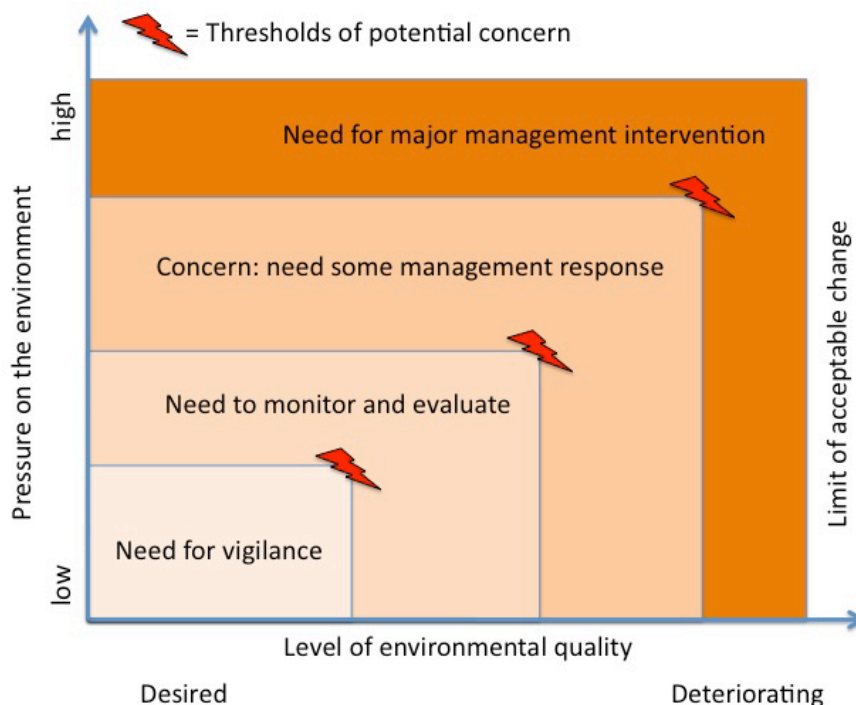 = Thresholds of potential concern
high
Need for major management intervention
Pressure on the environment
Concern: need some management response
Limit of acceptable change
Need to monitor and evaluate
Need for vigilance
low
Level of environmental quality
Desired
Deteriorating